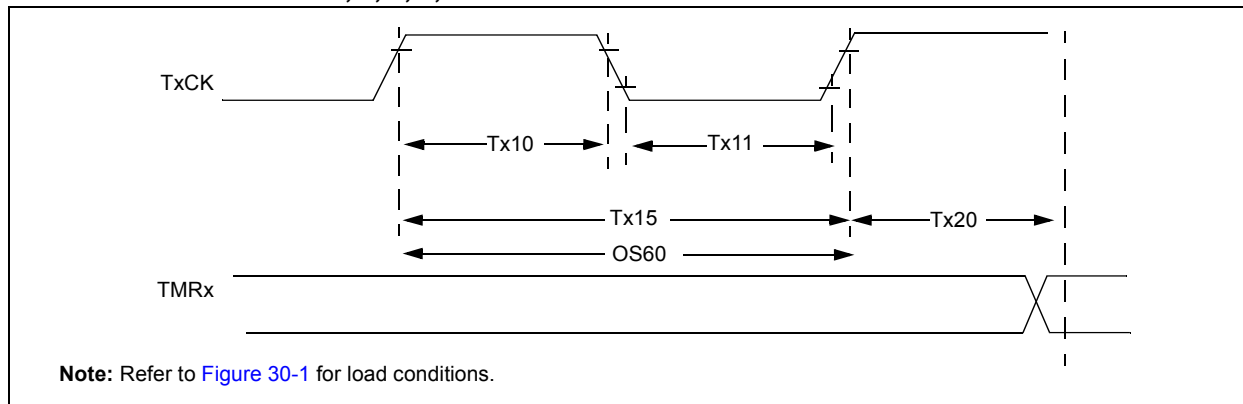 TxCK
Tx10
Tx11
Tx15
Tx20
OS60
TMRx
Note: Refer to Figure 30-1 for load conditions.